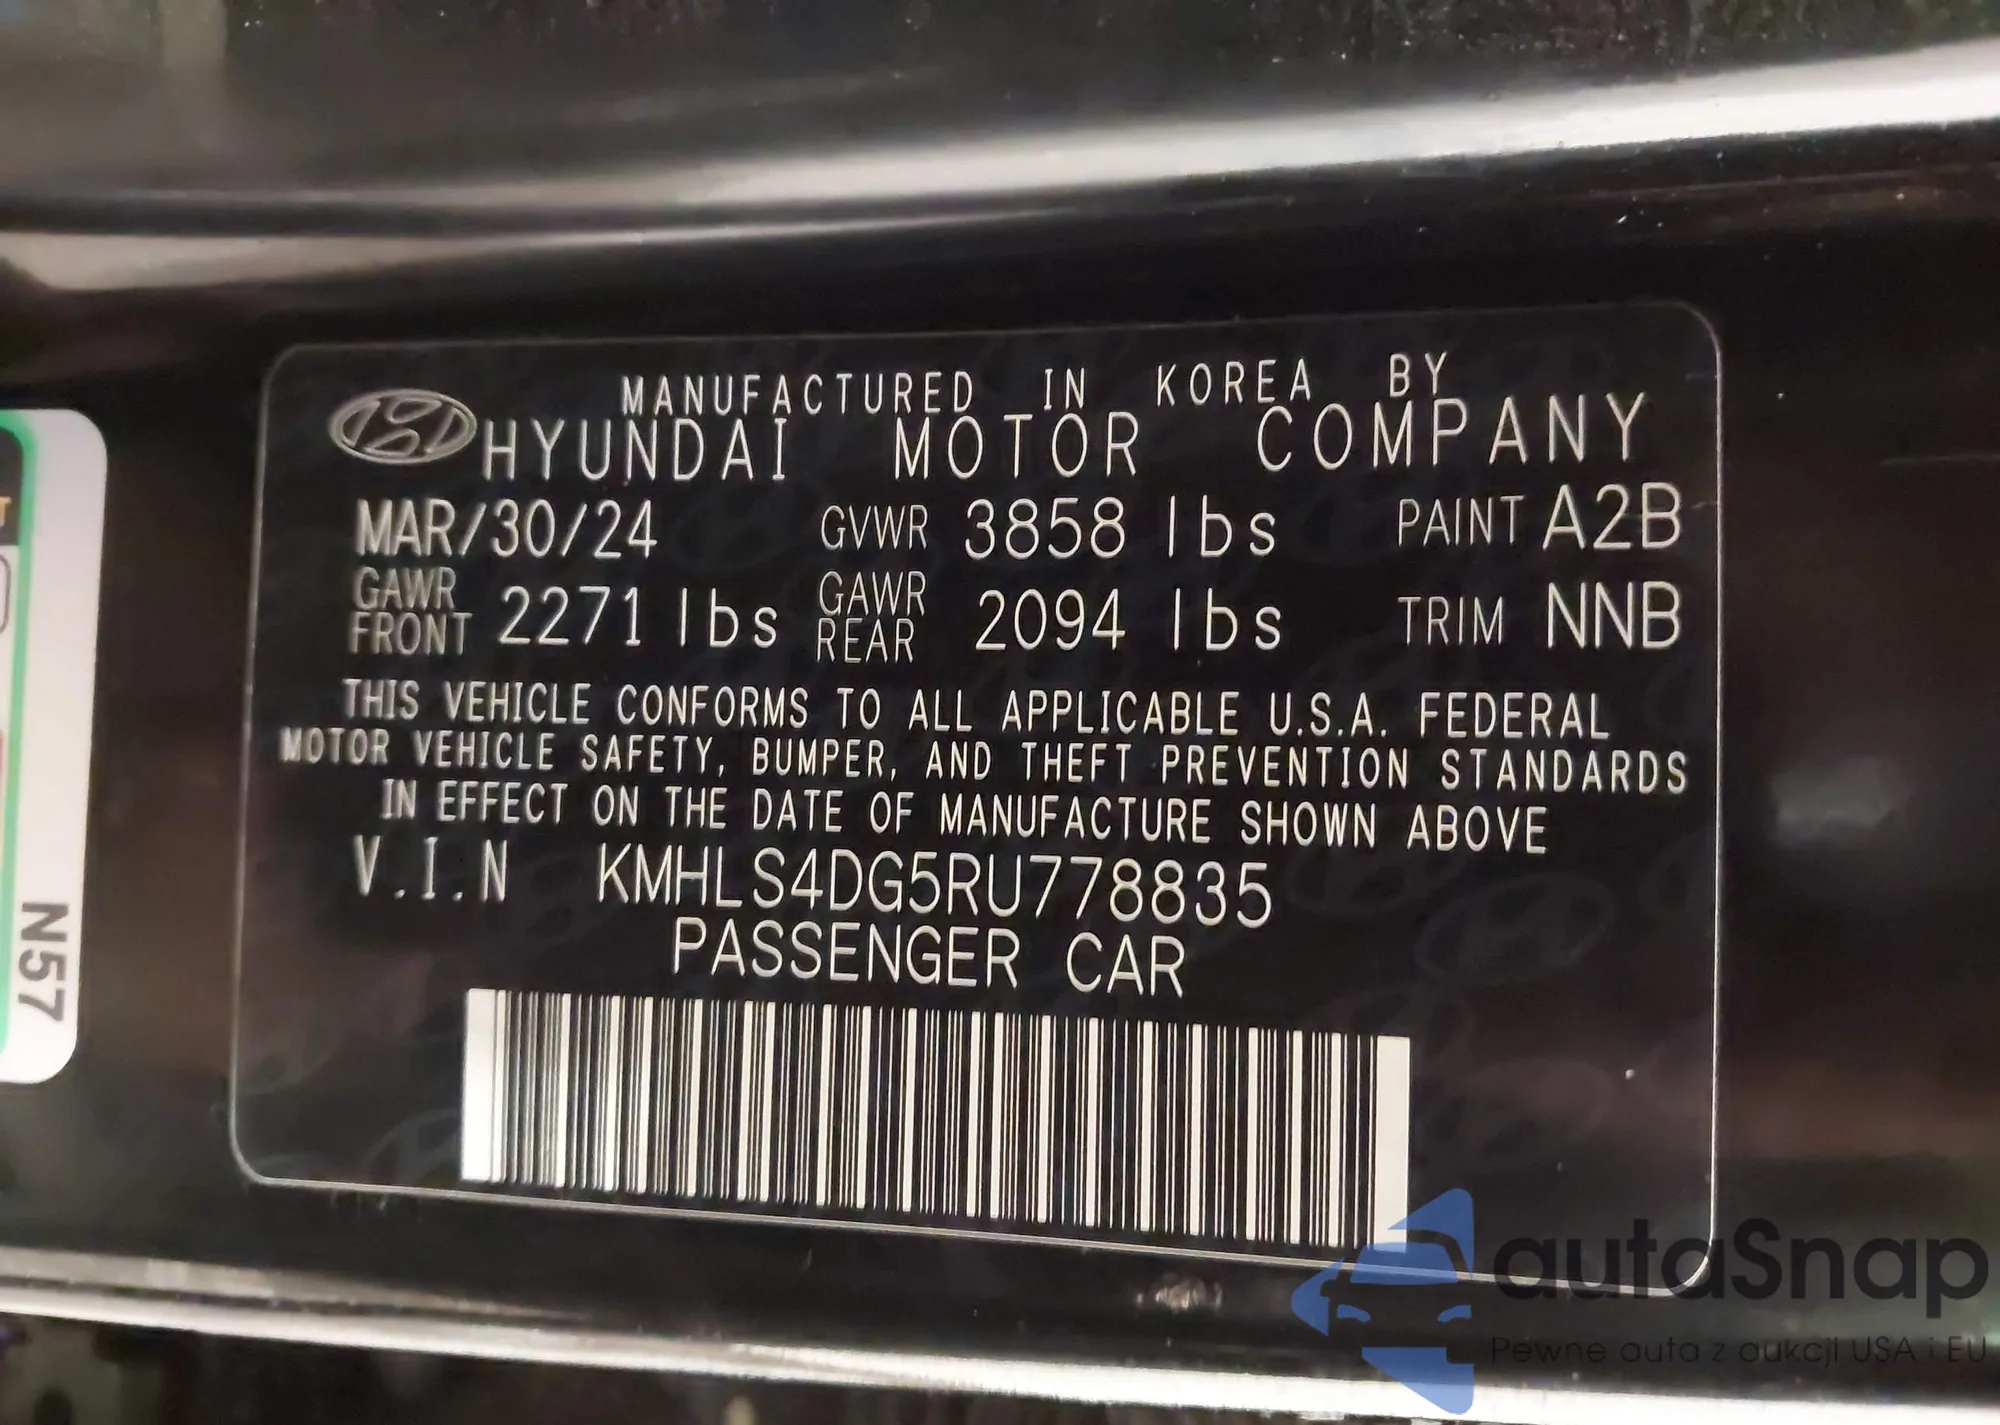 MANUFACTURED IN KOREA BY
HYUNDAI MOTOR COMPANY
MAR/30/24 GVWR 3858 lbs PAINT A2B
GAWR FRONT 2271 lbs GAWR REAR 2094 lbs TRIM NNB
THIS VEHICLE CONFORMS TO ALL APPLICABLE U.S.A. FEDERAL
MOTOR VEHICLE SAFETY, BUMPER, AND THEFT PREVENTION STANDARDS
IN EFFECT ON THE DATE OF MANUFACTURE SHOWN ABOVE
V.I.N KMHLS4DG5RU778835
PASSENGER CAR
N57
autoSnap
Pewne auta z aukcji USA i EU